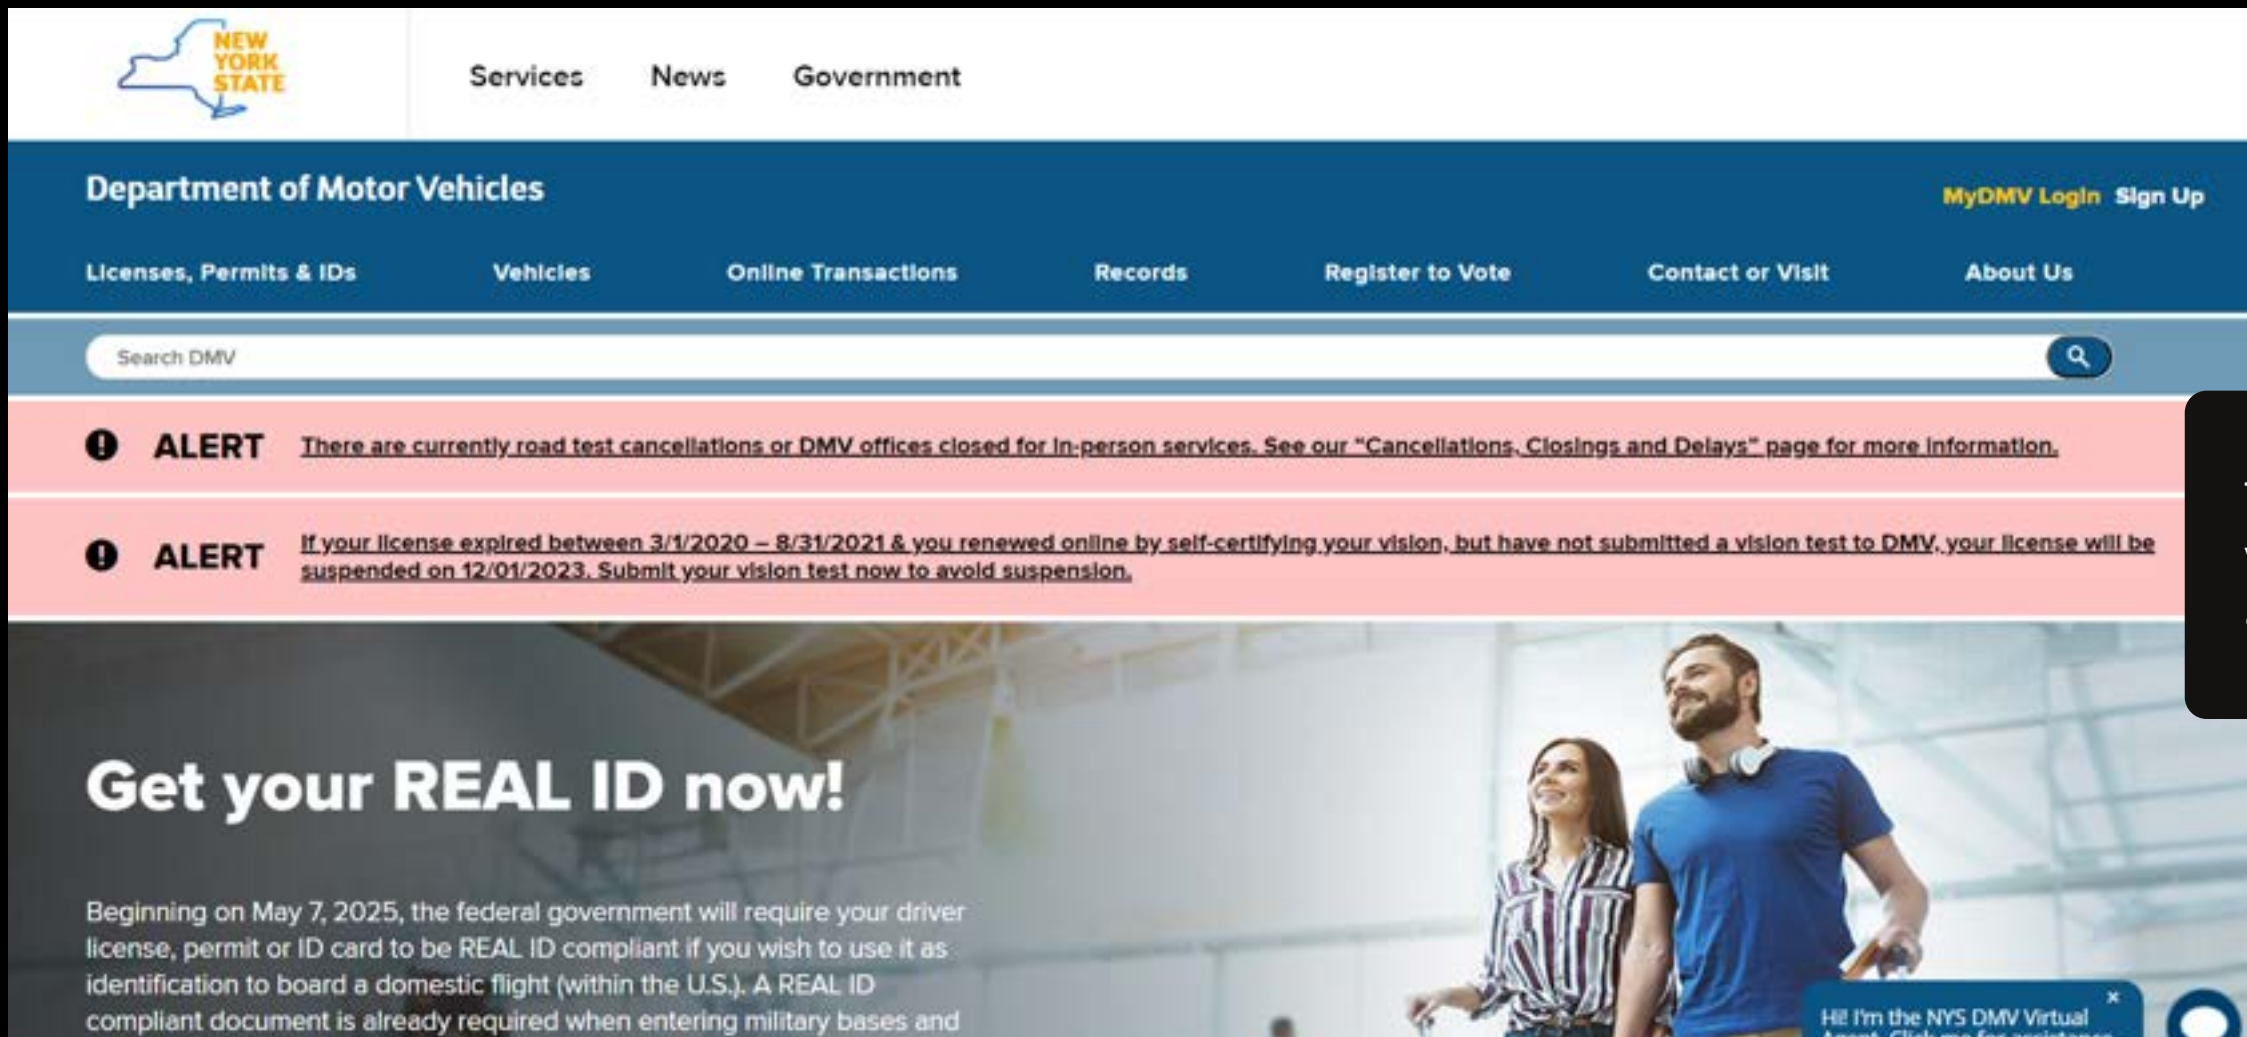 NEW
YORK
STATE
Services News Government
Department of Motor Vehicles
MyDMV Login Sign Up
Licenses, Permits & IDs Vehicles Online Transactions Records Register to Vote Contact or Visit About Us
Search DMV
ALERT There are currently road test cancellations or DMV offices closed for in-person services. See our "Cancellations, Closings and Delays" page for more information.
ALERT If your license expired between 3/1/2020 – 8/31/2021 & you renewed online by self-certifying your vision, but have not submitted a vision test to DMV, your license will be
suspended on 12/01/2023. Submit your vision test now to avoid suspension.
Get your REAL ID now!
Beginning on May 7, 2025, the federal government will require your driver
license, permit or ID card to be REAL ID compliant if you wish to use it as
identification to board a domestic flight (within the U.S.). A REAL ID
compliant document is already required when entering military bases and
Hi! I'm the NYS DMV Virtual
Agent. Click me for assistance